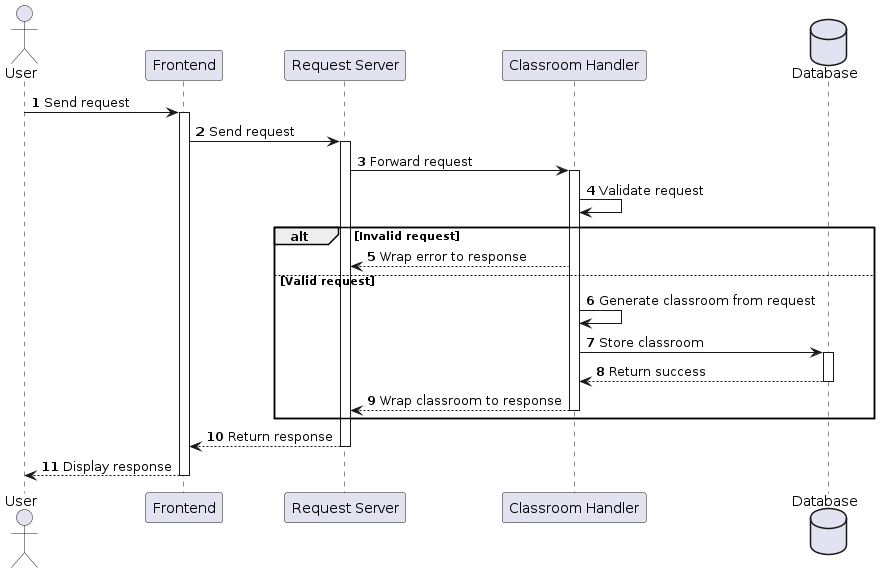 User
Frontend
Request Server
Classroom Handler
Database
1 Send request
2 Send request
3 Forward request
4 Validate request
alt [Invalid request]
5 Wrap error to response
[Valid request]
6 Generate classroom from request
7 Store classroom
8 Return success
9 Wrap classroom to response
10 Return response
11 Display response
User
Frontend
Request Server
Classroom Handler
Database